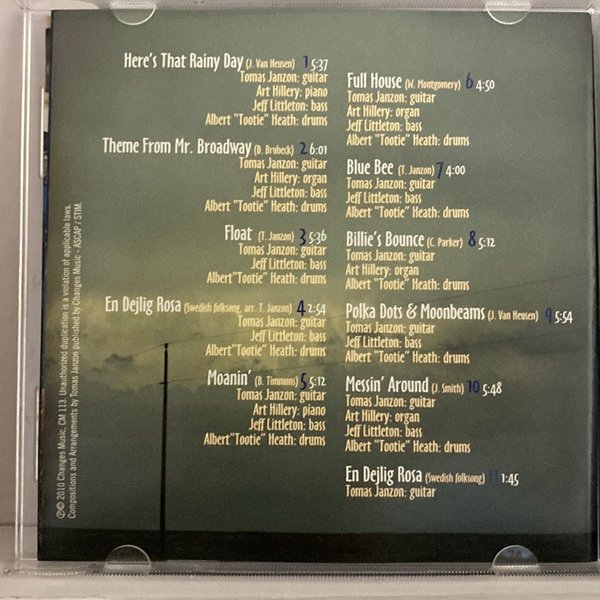 Here's That Rainy Day (J. Van Heusen) 1 5:37
Tomas Janzon: guitar
Art Hillery: piano
Jeff Littleton: bass
Albert "Tootie" Heath: drums
Theme From Mr. Broadway (D. Brubeck) 2 6:01
Tomas Janzon: guitar
Art Hillery: organ
Jeff Littleton: bass
Albert "Tootie" Heath: drums
Float (T. Janzon) 3 5:36
Tomas Janzon: guitar
Jeff Littleton: bass
Albert "Tootie" Heath: drums
En Dejlig Rosa (Swedish folksong, arr. T. Janzon) 4 2:54
Tomas Janzon: guitar
Jeff Littleton: bass
Albert "Tootie" Heath: drums
Moanin' (B. Timmons) 5 5:12
Tomas Janzon: guitar
Art Hillery: piano
Jeff Littleton: bass
Albert "Tootie" Heath: drums
Full House (W. Montgomery) 6 4:50
Tomas Janzon: guitar
Art Hillery: organ
Jeff Littleton: bass
Albert "Tootie" Heath: drums
Blue Bee (T. Janzon) 7 4:00
Tomas Janzon: guitar
Jeff Littleton: bass
Albert "Tootie" Heath: drums
Billie's Bounce (C. Parker) 8 5:12
Tomas Janzon: guitar
Art Hillery: organ
Albert "Tootie" Heath: drums
Polka Dots & Moonbeams (J. Van Heusen) 9 5:54
Tomas Janzon: guitar
Jeff Littleton: bass
Albert "Tootie" Heath: drums
Messin' Around (J. Smith) 10 5:48
Tomas Janzon: guitar
Art Hillery: organ
Jeff Littleton: bass
Albert "Tootie" Heath: drums
En Dejlig Rosa (Swedish folksong) 11 1:45
Tomas Janzon: guitar
℗© 2010 Changes Music, CM 113. Unauthorized duplication is a violation of applicable laws.
Compositions and Arrangements by Tomas Janzon published by Changes Music - ASCAP / STIM.